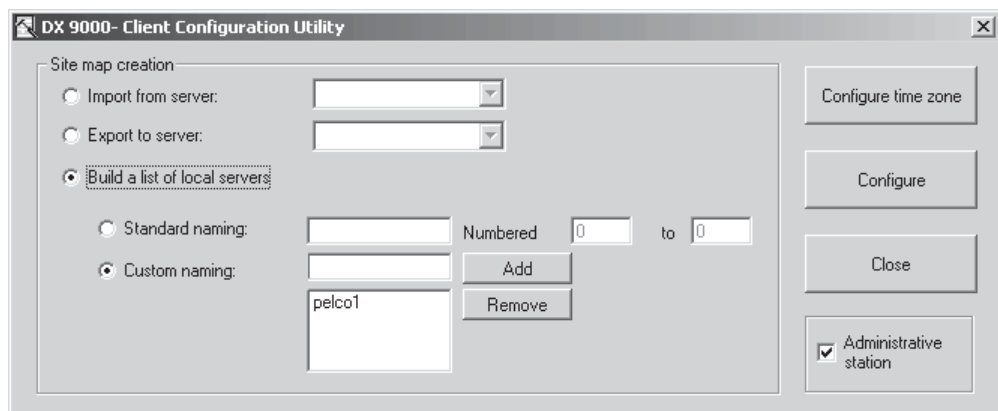 DX 9000- Client Configuration Utility
Site map creation
Import from server:
Export to server:
Build a list of local servers
Standard naming:
Numbered 0 to 0
Custom naming:
Add
pelco1
Remove
Configure time zone
Configure
Close
Administrative
station